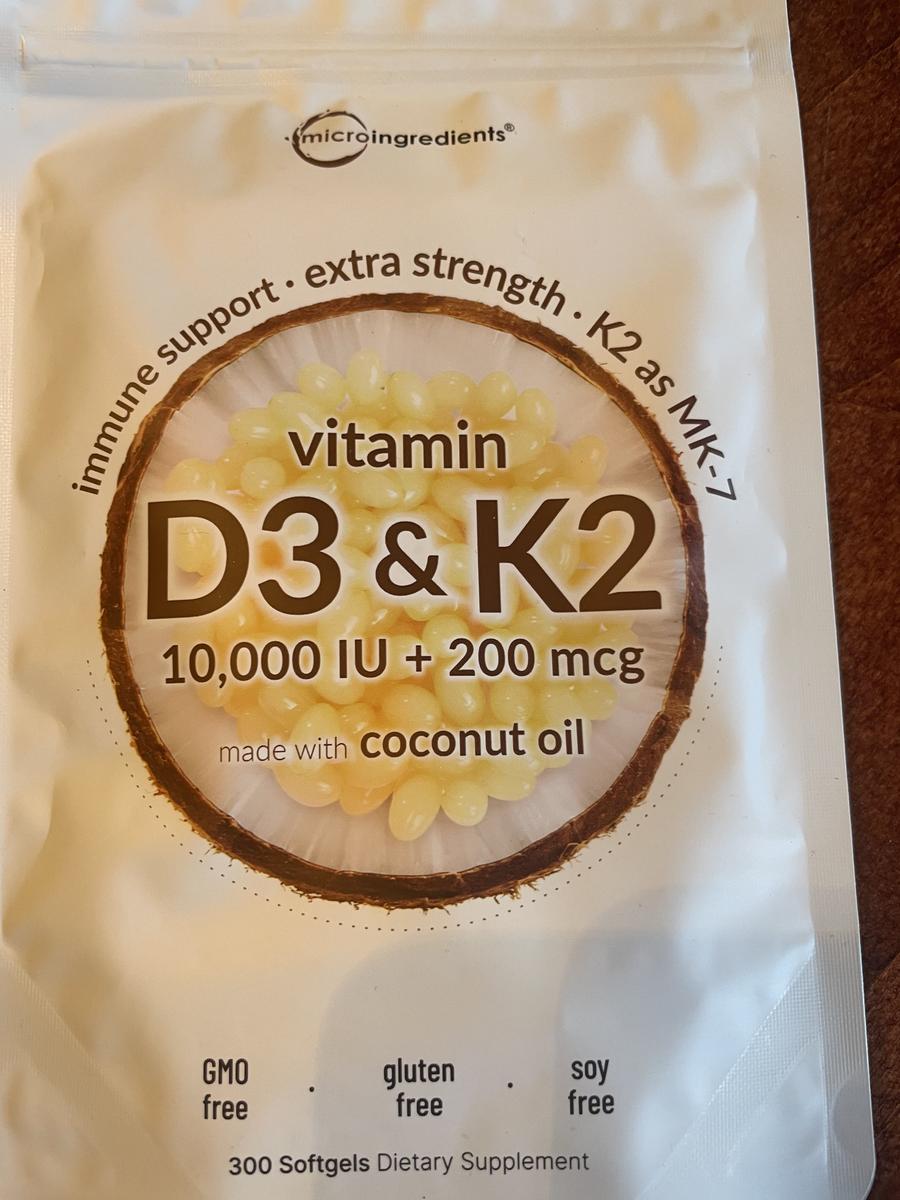 microingredients®
immune support · extra strength · K2 as MK-7
vitamin
D3 & K2
10,000 IU + 200 mcg
made with coconut oil
GMO free · gluten free · soy free
300 Softgels Dietary Supplement